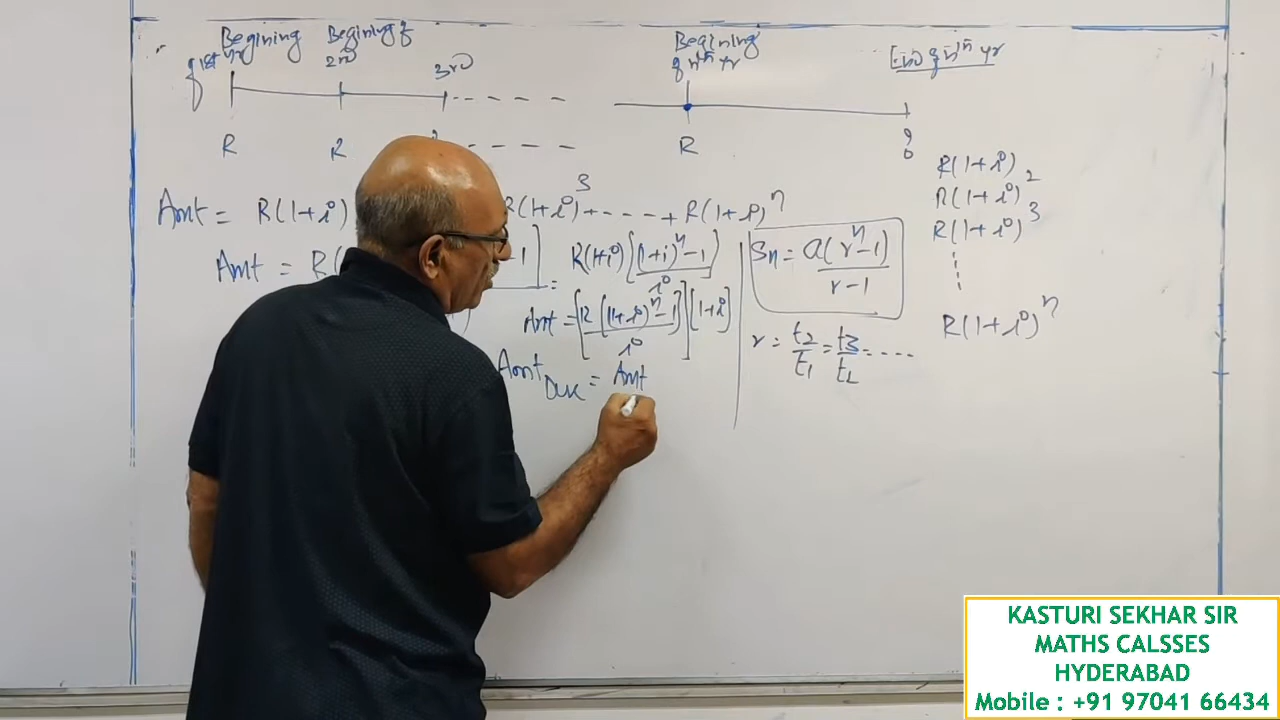 Begining Begining of Begining End of nth yr
of 1st yr 2nd 3rd - - - - of nth yr
R R - - - - R 0
R(1+i)
R(1+i)²
R(1+i)³
R(1+i)ⁿ
Amt = R(1+i) R(1+i)³ + - - - - + R(1+i)ⁿ
Amt = R( - 1] = R(1+i) [(1+i)ⁿ - 1 / i]
Amt = [R[(1+i)ⁿ - 1] / i] [1+i]
Amt Due = Amt
Sn = a(rⁿ - 1) / r - 1
r = t2/t1 = t3/t2 = - - - -
KASTURI SEKHAR SIR
MATHS CALSSES
HYDERABAD
Mobile : +91 97041 66434